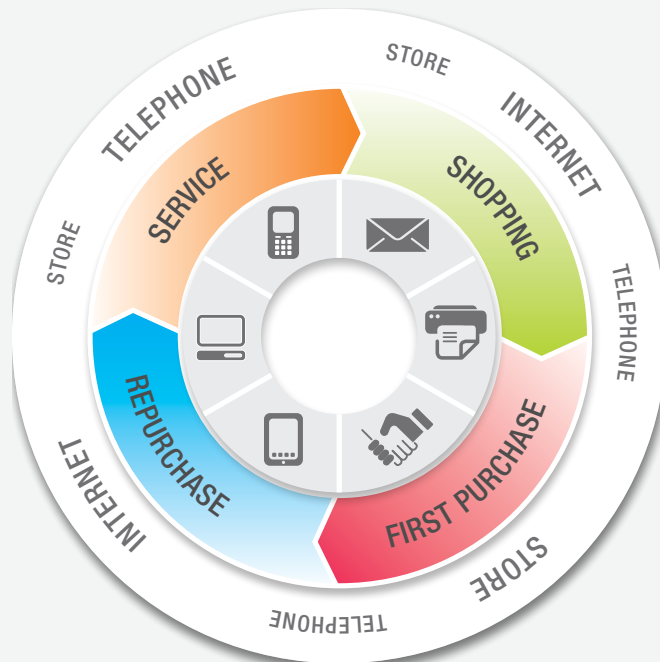 STORE
INTERNET
TELEPHONE
STORE
TELEPHONE
INTERNET
STORE
TELEPHONE
SHOPPING
FIRST PURCHASE
REPURCHASE
SERVICE